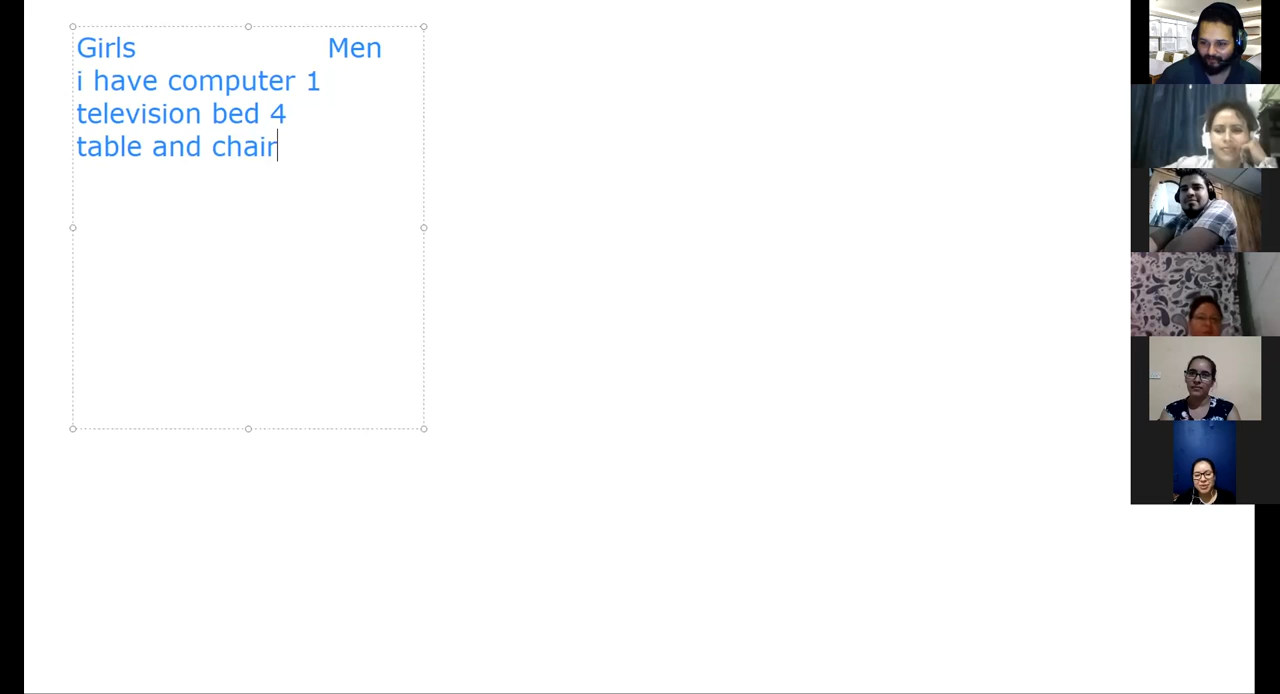 Girls Men
i have computer 1
television bed 4
table and chair